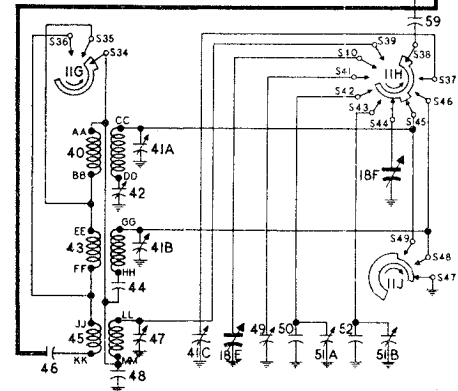 59
S36
S35
S34
11G
S39
S38
S10
S41
11H
S37
S42
S43
S46
S44
S45
AA
CC
40
41A
BB
DD
42
18F
EE
GG
43
41B
S49
S48
FF
HH
44
11J
S47
JJ
LL
45
47
41C
18E
49
50
51A
52
51B
KK
MM
46
48